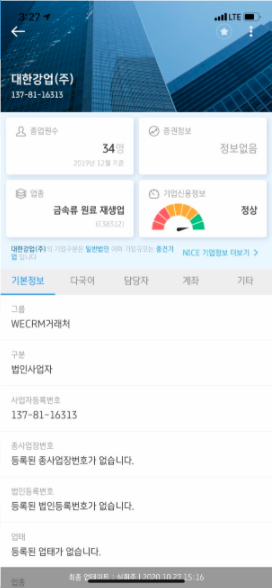 3:27
LTE
대한강업(주)
137-81-16313
종업원수
34명
2019년 12월 기준
증권정보
정보없음
업종
금속류 원료 재생업
(E38312)
기업신용정보
정상
대한강업(주)의 기업구분은 일반법인 이며 기업규모는 중견기
업 입니다
NICE 기업정보 더보기 >
기본정보
다국어
담당자
계좌
기타
그룹
WECRM거래처
구분
법인사업자
사업자등록번호
137-81-16313
종사업장번호
등록된 종사업장번호가 없습니다.
법인등록번호
등록된 법인등록번호가 없습니다.
업태
등록된 업태가 없습니다.
업종
최종 업데이트 : 2020.10.27 15:16